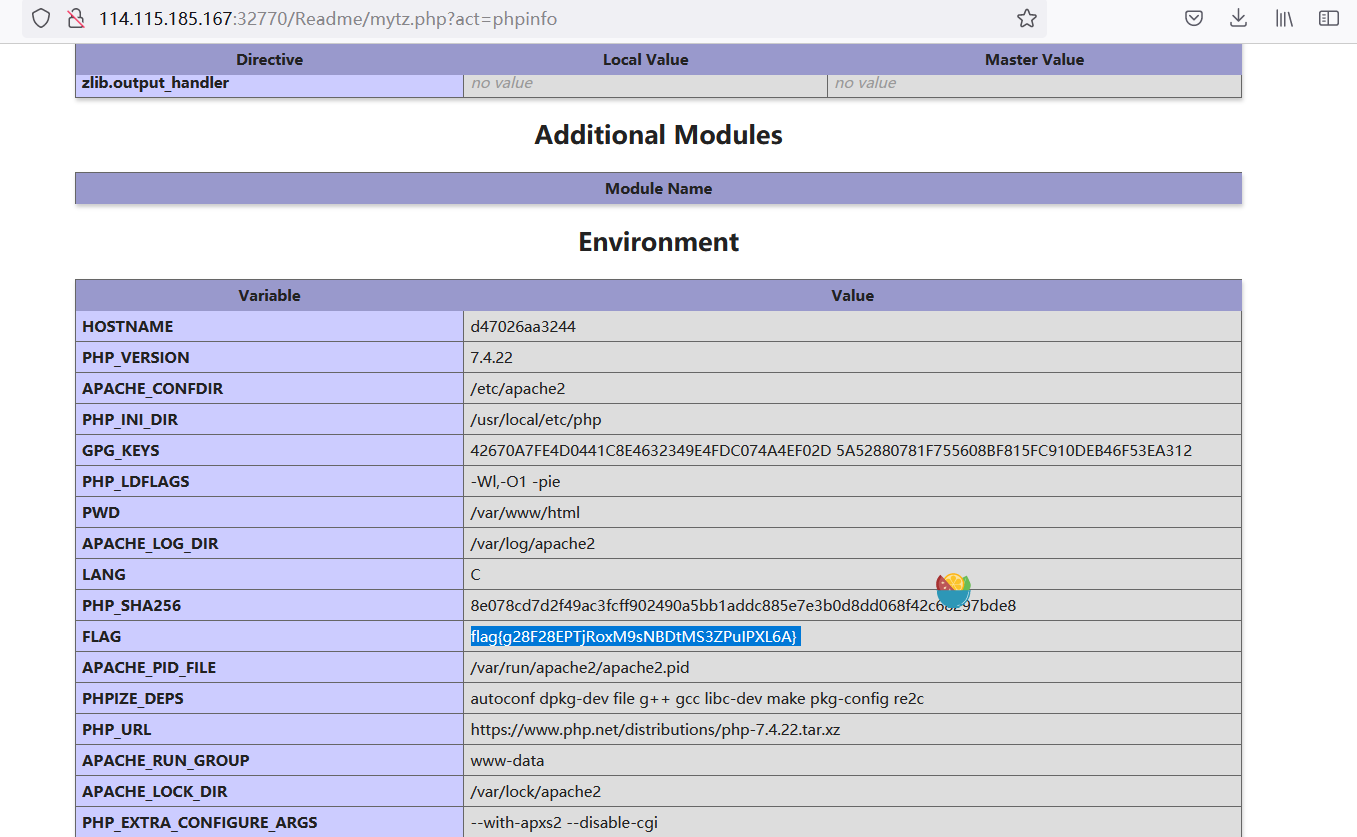 114.115.185.167:32770/Readme/mytz.php?act=phpinfo
Directive Local Value Master Value
zlib.output_handler no value no value
Additional Modules
Module Name
Environment
Variable Value
HOSTNAME d47026aa3244
PHP_VERSION 7.4.22
APACHE_CONFDIR /etc/apache2
PHP_INI_DIR /usr/local/etc/php
GPG_KEYS 42670A7FE4D0441C8E4632349E4FDC074A4EF02D 5A52880781F755608BF815FC910DEB46F53EA312
PHP_LDFLAGS -Wl,-O1 -pie
PWD /var/www/html
APACHE_LOG_DIR /var/log/apache2
LANG C
PHP_SHA256
FLAG flag{g28F28EPTjRoxM9sNBDtMS3ZPuIPXL6A}
APACHE_PID_FILE /var/run/apache2/apache2.pid
PHPIZE_DEPS autoconf dpkg-dev file g++ gcc libc-dev make pkg-config re2c
PHP_URL https://www.php.net/distributions/php-7.4.22.tar.xz
APACHE_RUN_GROUP www-data
APACHE_LOCK_DIR /var/lock/apache2
PHP_EXTRA_CONFIGURE_ARGS --with-apxs2 --disable-cgi